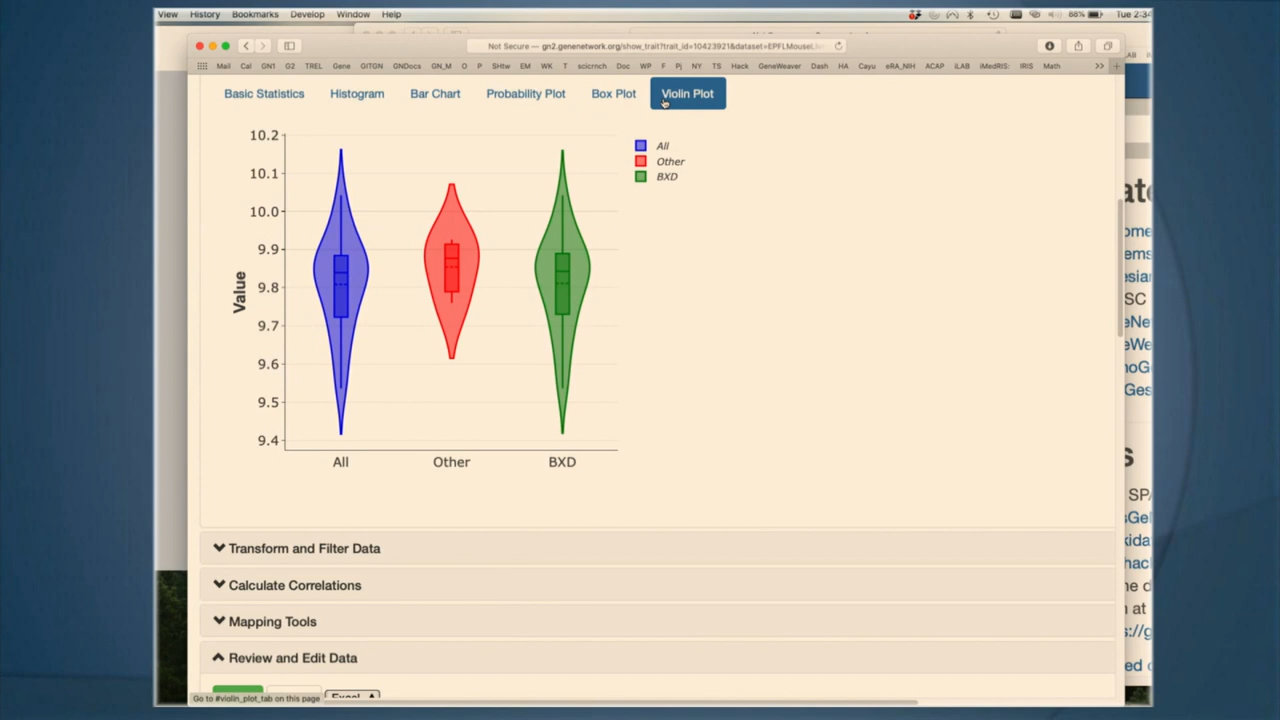 View History Bookmarks Develop Window Help 88% Tue 2:34
Not Secure — gn2.genenetwork.org/show_trait?trait_id=10423921&dataset=EPFLMouseL
Mail Cal GN1 G2 TREL Gene GITGN GNDocs GN_M O P SHtw EM WK T scicrnch Doc WP F Pj NY TS Hack GeneWeaver Dash HA Cayu eRA_NIH ACAP iLAB iMedRIS: IRIS Math >> +
Basic Statistics Histogram Bar Chart Probability Plot Box Plot Violin Plot
10.2
10.1
10.0
9.9
9.8
9.7
9.6
9.5
9.4
Value
All Other BXD
All
Other
BXD
Transform and Filter Data
Calculate Correlations
Mapping Tools
Review and Edit Data
Excel
Go to #violin_plot_tab on this page